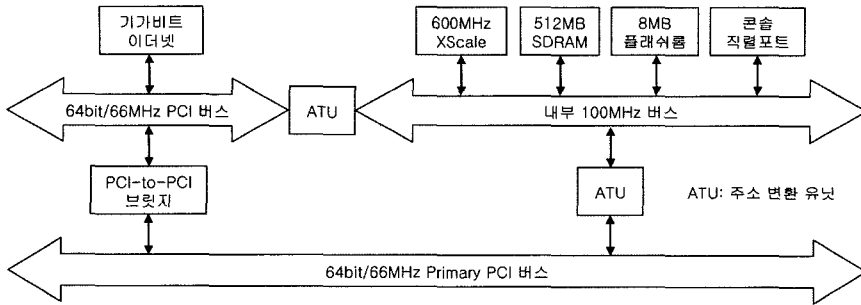 기가비트
이더넷
600MHz
XScale
512MB
SDRAM
8MB
플래쉬롬
콘솔
직렬포트
64bit/66MHz PCI 버스
ATU
내부 100MHz 버스
PCI-to-PCI
브릿지
ATU
ATU: 주소 변환 유닛
64bit/66MHz Primary PCI 버스